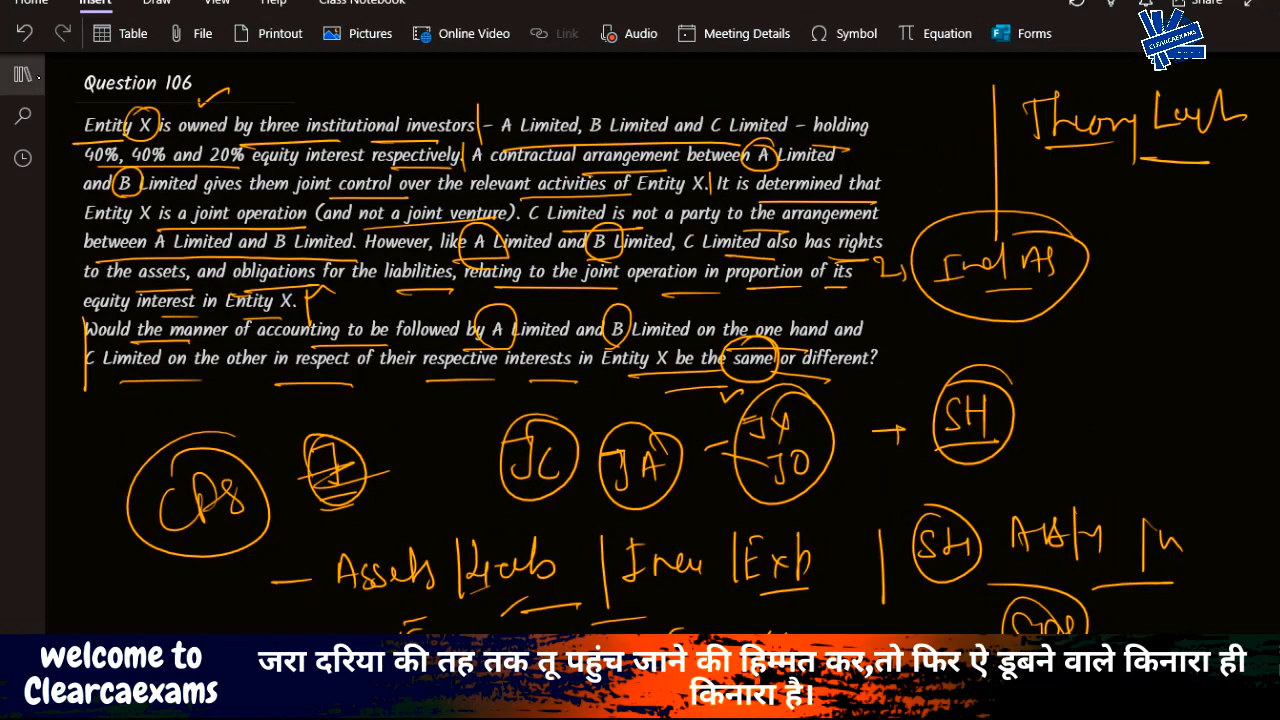 Home Insert Draw View Help Class Notebook Share
Table File Printout Pictures Online Video Link Audio Meeting Details Symbol Equation Forms
CLEARCAEXAMS
Question 106
Entity X is owned by three institutional investors – A Limited, B Limited and C Limited – holding
40%, 40% and 20% equity interest respectively. A contractual arrangement between A Limited
and B Limited gives them joint control over the relevant activities of Entity X. It is determined that
Entity X is a joint operation (and not a joint venture). C Limited is not a party to the arrangement
between A Limited and B Limited. However, like A Limited and B Limited, C Limited also has rights
to the assets, and obligations for the liabilities, relating to the joint operation in proportion of its
equity interest in Entity X.
Would the manner of accounting to be followed by A Limited and B Limited on the one hand and
C Limited on the other in respect of their respective interests in Entity X be the same or different?
Theory
Ind AS
JC JA JV
JO
SH
Assets
Exp
SH
welcome to
Clearcaexams
जरा दरिया की तह तक तू पहुंच जाने की हिम्मत कर,तो फिर ऐ डूबने वाले किनारा ही
किनारा है।